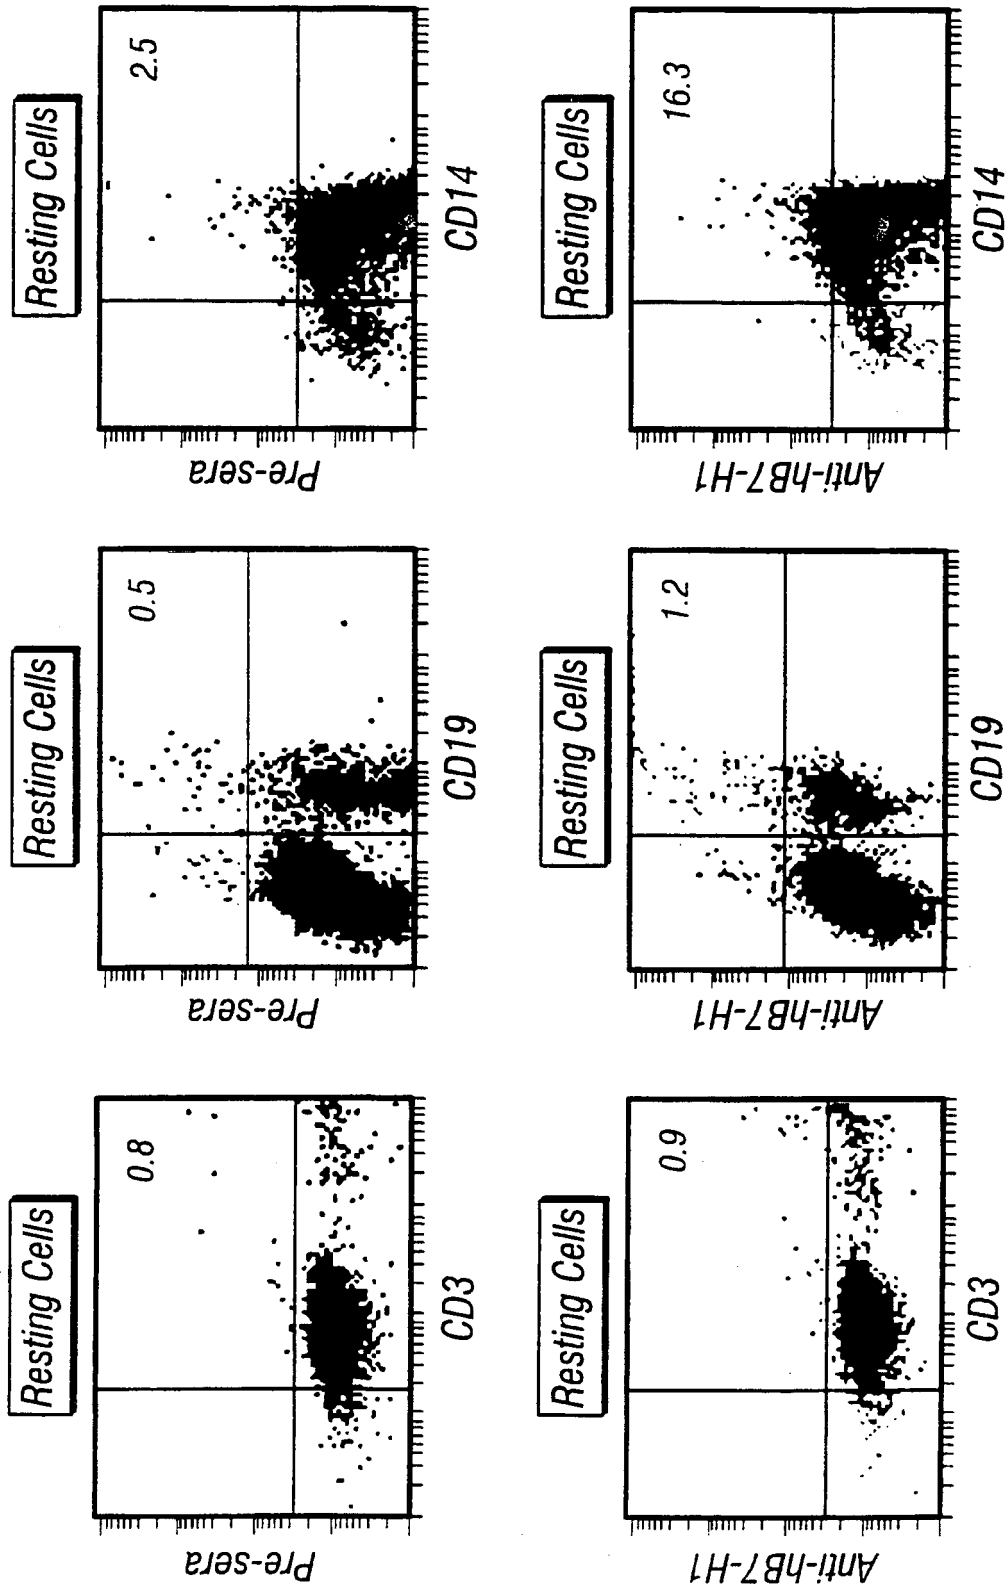 Resting Cells
0.8
Pre-sera
CD3
Resting Cells
0.5
Pre-sera
CD19
Resting Cells
2.5
Pre-sera
CD14
Resting Cells
0.9
Anti-hB7-H1
CD3
Resting Cells
1.2
Anti-hB7-H1
CD19
Resting Cells
16.3
Anti-hB7-H1
CD14